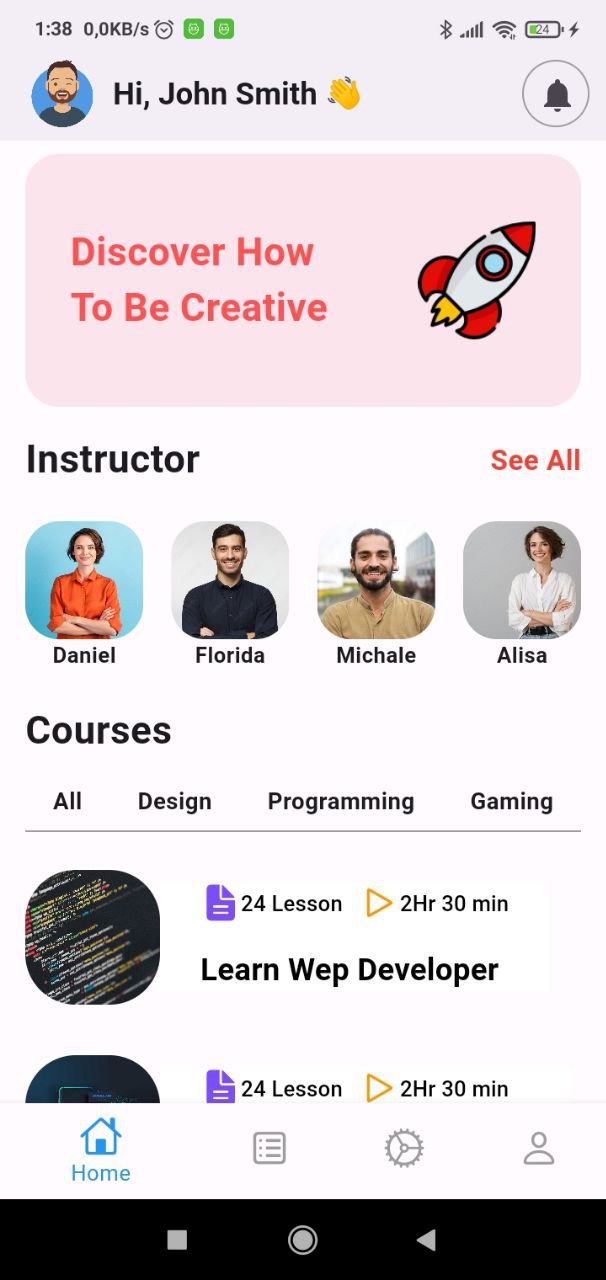 1:38 0,0KB/s 24
Hi, John Smith 👋
Discover How
To Be Creative
Instructor See All
Daniel Florida Michale Alisa
Courses
All Design Programming Gaming
24 Lesson 2Hr 30 min
Learn Wep Developer
24 Lesson 2Hr 30 min
Home